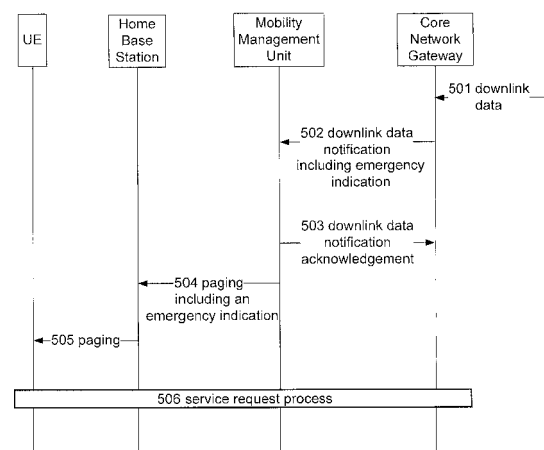 UE
Home
Base
Station
Mobility
Management
Unit
Core
Network
Gateway
501 downlink
data
502 downlink data
notification
including emergency
indication
503 downlink data
notification
acknowledgement
504 paging
including an
emergency indication
505 paging
506 service request process